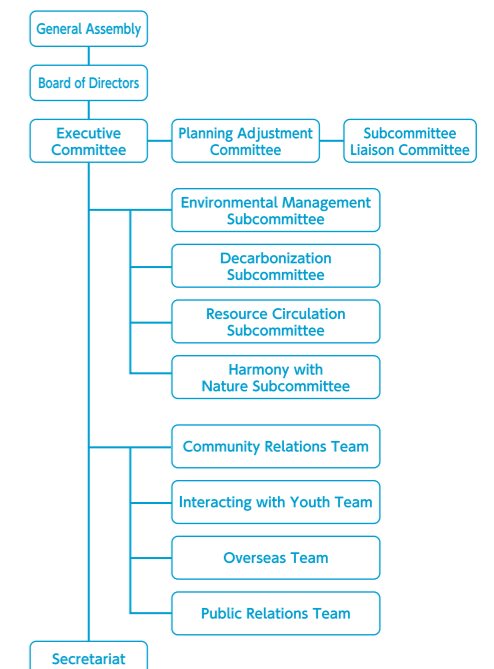 General Assembly
Board of Directors
Executive
Committee
Planning Adjustment
Committee
Subcommittee
Liaison Committee
Environmental Management
Subcommittee
Decarbonization
Subcommittee
Resource Circulation
Subcommittee
Harmony with
Nature Subcommittee
Community Relations Team
Interacting with Youth Team
Overseas Team
Public Relations Team
Secretariat